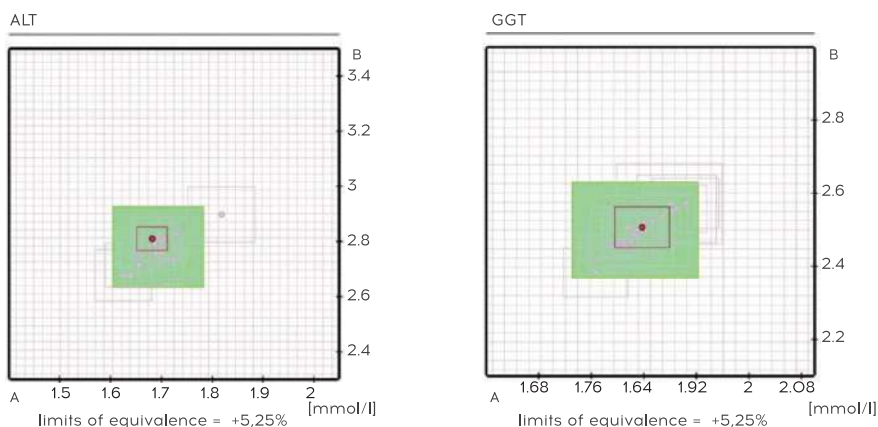 ALT
B
3.4
3.2
3
2.8
2.6
2.4
A
1.5 1.6 1.7 1.8 1.9 2
[mmol/l]
limits of equivalence = +5,25%
GGT
B
2.8
2.6
2.4
2.2
A
1.68 1.76 1.64 1.92 2 2.08
[mmol/l]
limits of equivalence = +5,25%